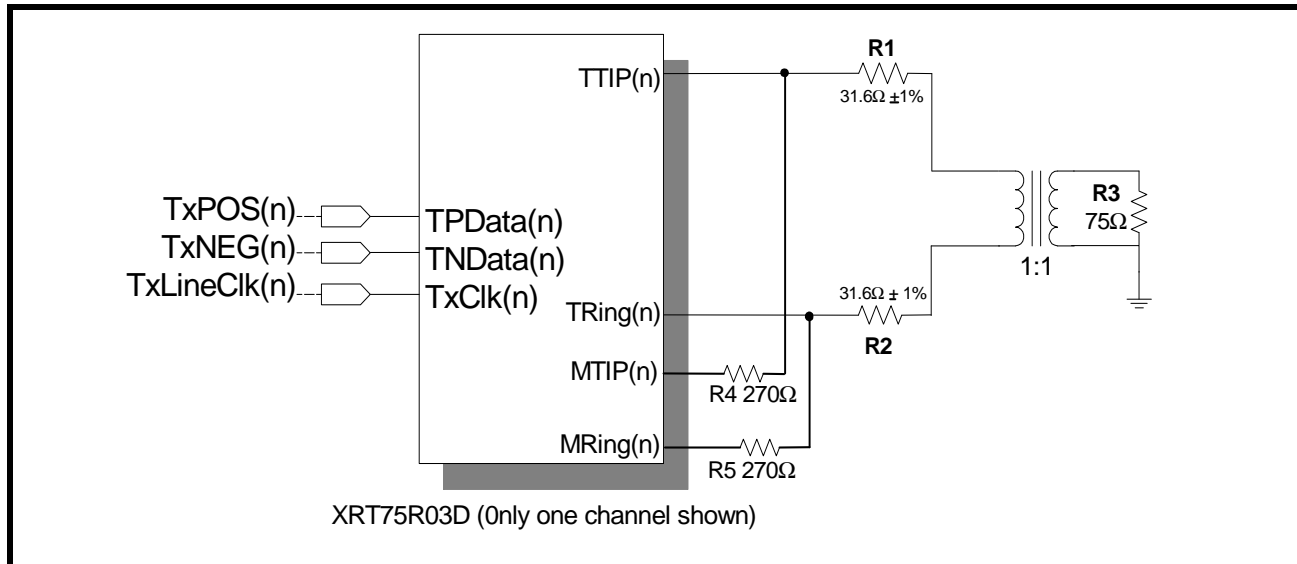 R1
TTIP(n)
31.6Ω ±1%
TxPOS(n)
TPData(n)
R3
75Ω
TxNEG(n)
TNData(n)
1:1
TxLineClk(n)
TxClk(n)
31.6Ω ± 1%
TRing(n)
R2
MTIP(n)
R4 270Ω
MRing(n)
R5 270Ω
XRT75R03D (0nly one channel shown)